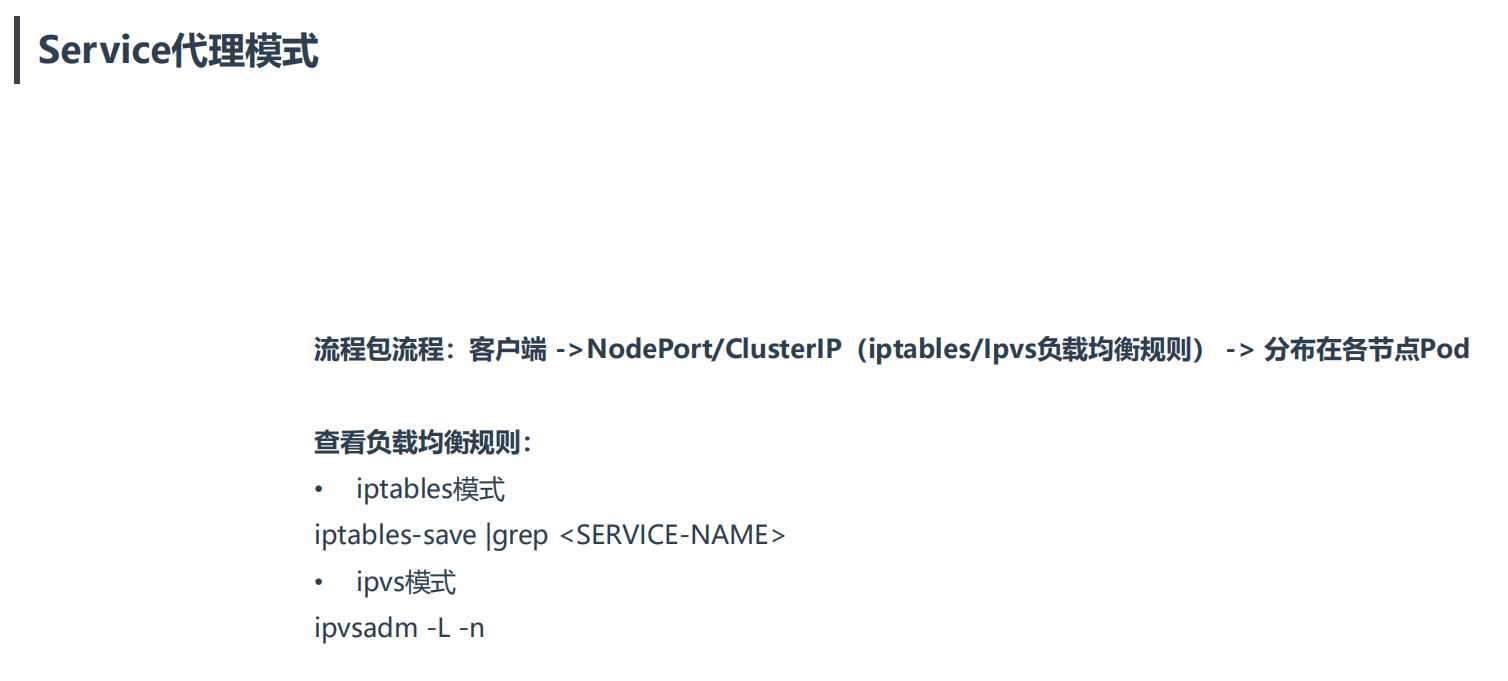 Service代理模式
流程包流程：客户端 ->NodePort/ClusterIP（iptables/Ipvs负载均衡规则） -> 分布在各节点Pod
查看负载均衡规则：
• iptables模式
iptables-save |grep <SERVICE-NAME>
• ipvs模式
ipvsadm -L -n